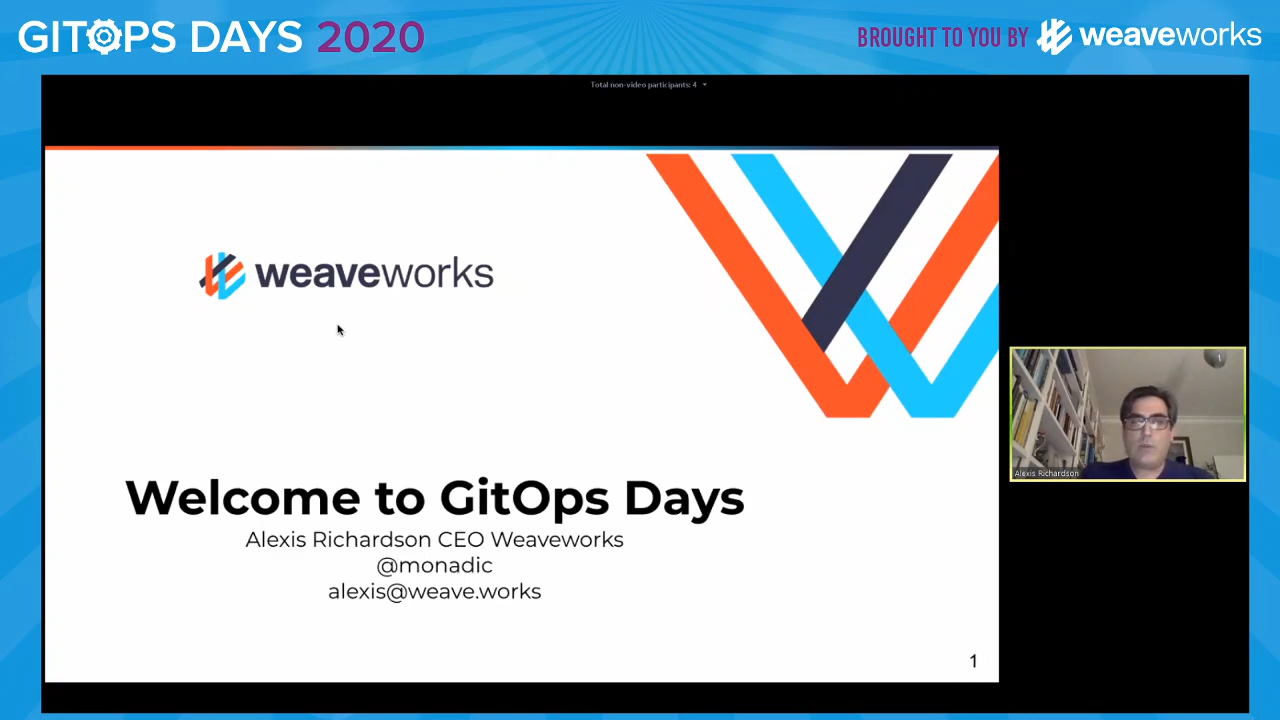 GITOPS DAYS 2020
BROUGHT TO YOU BY weaveworks
Total non-video participants: 4
weaveworks
Welcome to GitOps Days
Alexis Richardson CEO Weaveworks
@monadic
alexis@weave.works
1
Alexis Richardson